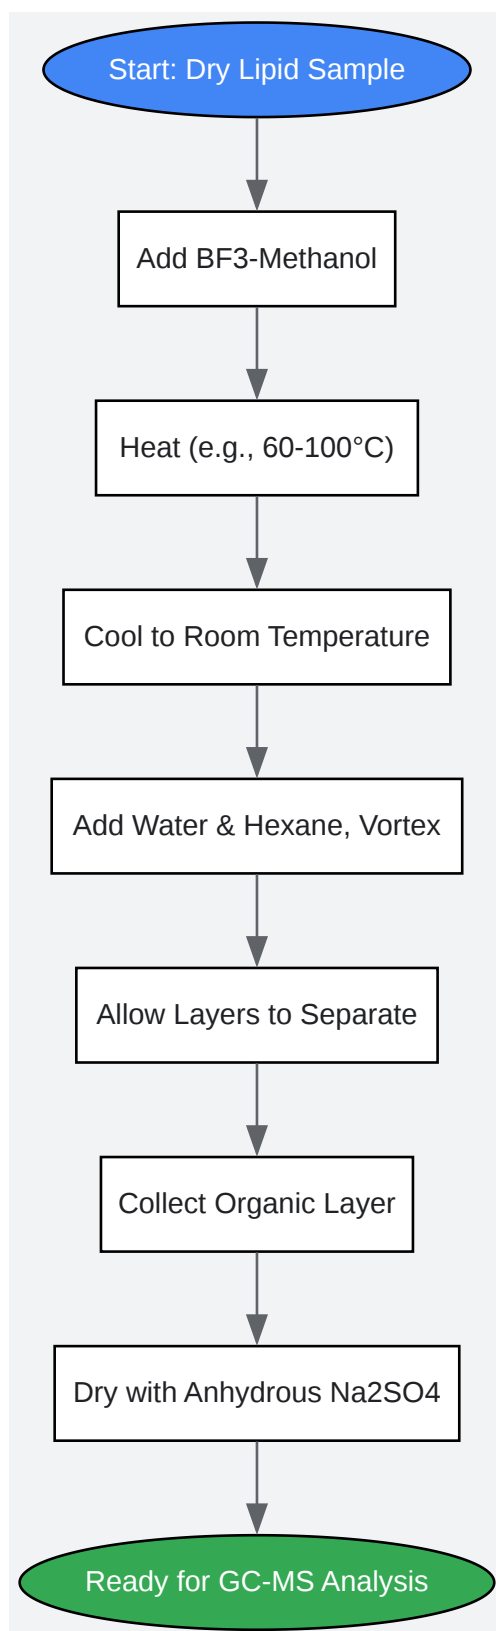 Start: Dry Lipid Sample
Add BF3-Methanol
Heat (e.g., 60-100°C)
Cool to Room Temperature
Add Water & Hexane, Vortex
Allow Layers to Separate
Collect Organic Layer
Dry with Anhydrous Na2SO4
Ready for GC-MS Analysis